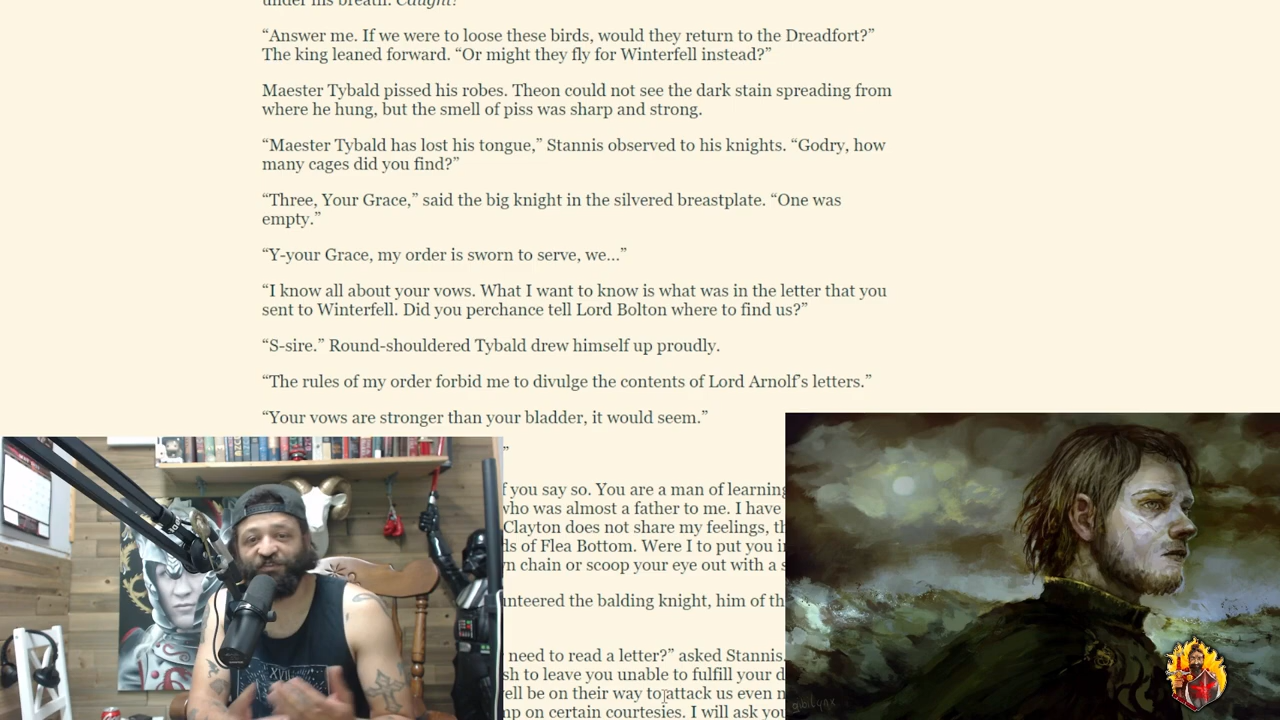 under his breath. Caught!
“Answer me. If we were to loose these birds, would they return to the Dreadfort?”
The king leaned forward. “Or might they fly for Winterfell instead?”
Maester Tybald pissed his robes. Theon could not see the dark stain spreading from
where he hung, but the smell of piss was sharp and strong.
“Maester Tybald has lost his tongue,” Stannis observed to his knights. “Godry, how
many cages did you find?”
“Three, Your Grace,” said the big knight in the silvered breastplate. “One was
empty.”
“Y-your Grace, my order is sworn to serve, we…”
“I know all about your vows. What I want to know is what was in the letter that you
sent to Winterfell. Did you perchance tell Lord Bolton where to find us?”
“S-sire.” Round-shouldered Tybald drew himself up proudly.
“The rules of my order forbid me to divulge the contents of Lord Arnolf’s letters.”
“Your vows are stronger than your bladder, it would seem.”
”
f you say so. You are a man of learning
who was almost a father to me. I have
Clayton does not share my feelings, th
ls of Flea Bottom. Were I to put you i
n chain or scoop your eye out with a s
unteered the balding knight, him of th
need to read a letter?” asked Stannis.
sh to leave you unable to fulfill your d
ell be on their way to attack us even n
mp on certain courtesies. I will ask you
XVII